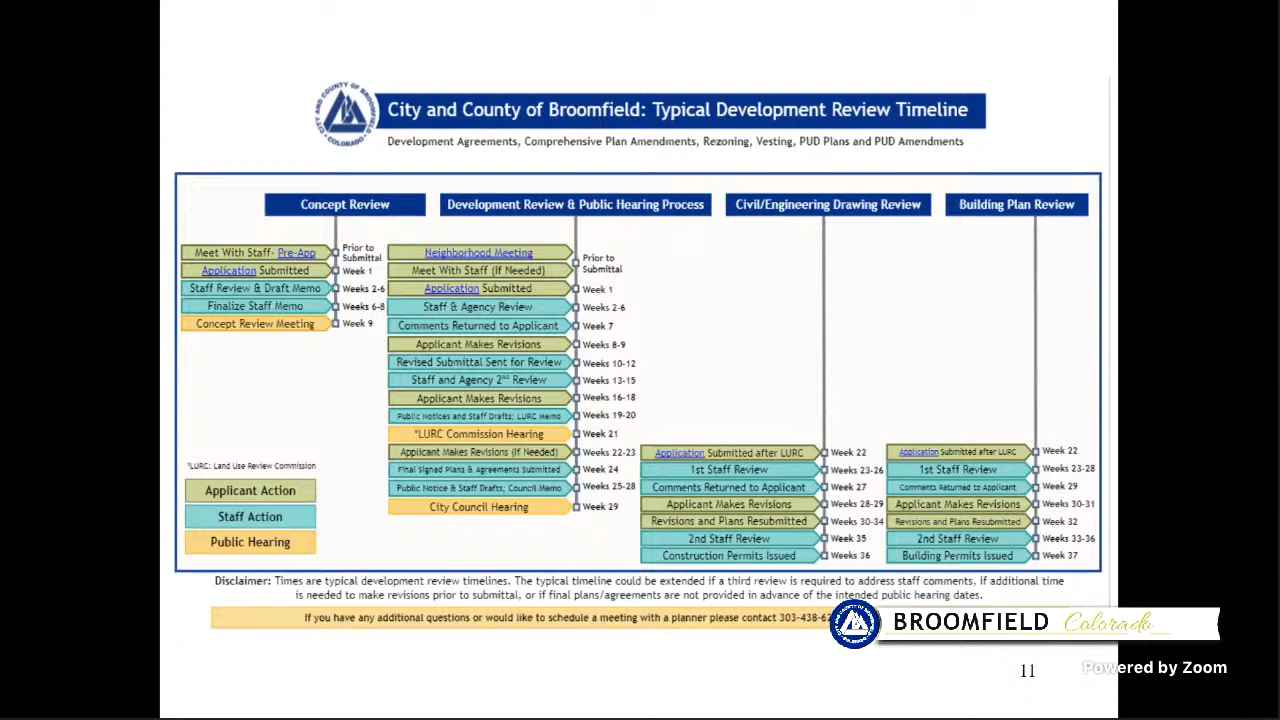 City and County of Broomfield: Typical Development Review Timeline
Development Agreements, Comprehensive Plan Amendments, Rezoning, Vesting, PUD Plans and PUD Amendments
CITY AND COUNTY OF BROOMFIELD
COLORADO
Concept Review
Meet With Staff- Pre-App
Prior to
Submittal
Application Submitted
Week 1
Staff Review & Draft Memo
Weeks 2-6
Finalize Staff Memo
Weeks 6-8
Concept Review Meeting
Week 9
Development Review & Public Hearing Process
Neighborhood Meeting
Meet With Staff (If Needed)
Prior to
Submittal
Application Submitted
Week 1
Staff & Agency Review
Weeks 2-6
Comments Returned to Applicant
Week 7
Applicant Makes Revisions
Weeks 8-9
Revised Submittal Sent for Review
Weeks 10-12
Staff and Agency 2nd Review
Weeks 13-15
Applicant Makes Revisions
Weeks 16-18
Public Notices and Staff Drafts; LURC Memo
Weeks 19-20
*LURC Commission Hearing
Week 21
Applicant Makes Revisions (If Needed)
Weeks 22-23
Final Signed Plans & Agreements Submitted
Week 24
Public Notice & Staff Drafts; Council Memo
Weeks 25-28
City Council Hearing
Week 29
Civil/Engineering Drawing Review
Application Submitted after LURC
Week 22
1st Staff Review
Weeks 23-26
Comments Returned to Applicant
Week 27
Applicant Makes Revisions
Weeks 28-29
Revisions and Plans Resubmitted
Weeks 30-34
2nd Staff Review
Week 35
Construction Permits Issued
Weeks 36
Building Plan Review
Application Submitted after LURC
Week 22
1st Staff Review
Weeks 23-28
Comments Returned to Applicant
Week 29
Applicant Makes Revisions
Weeks 30-31
Revisions and Plans Resubmitted
Week 32
2nd Staff Review
Weeks 33-36
Building Permits Issued
Week 37
*LURC: Land Use Review Commission
Applicant Action
Staff Action
Public Hearing
Disclaimer: Times are typical development review timelines. The typical timeline could be extended if a third review is required to address staff comments, if additional time
is needed to make revisions prior to submittal, or if final plans/agreements are not provided in advance of the intended public hearing dates.
If you have any additional questions or would like to schedule a meeting with a planner please contact 303-438-6
BROOMFIELD Colorado
11
Powered by Zoom